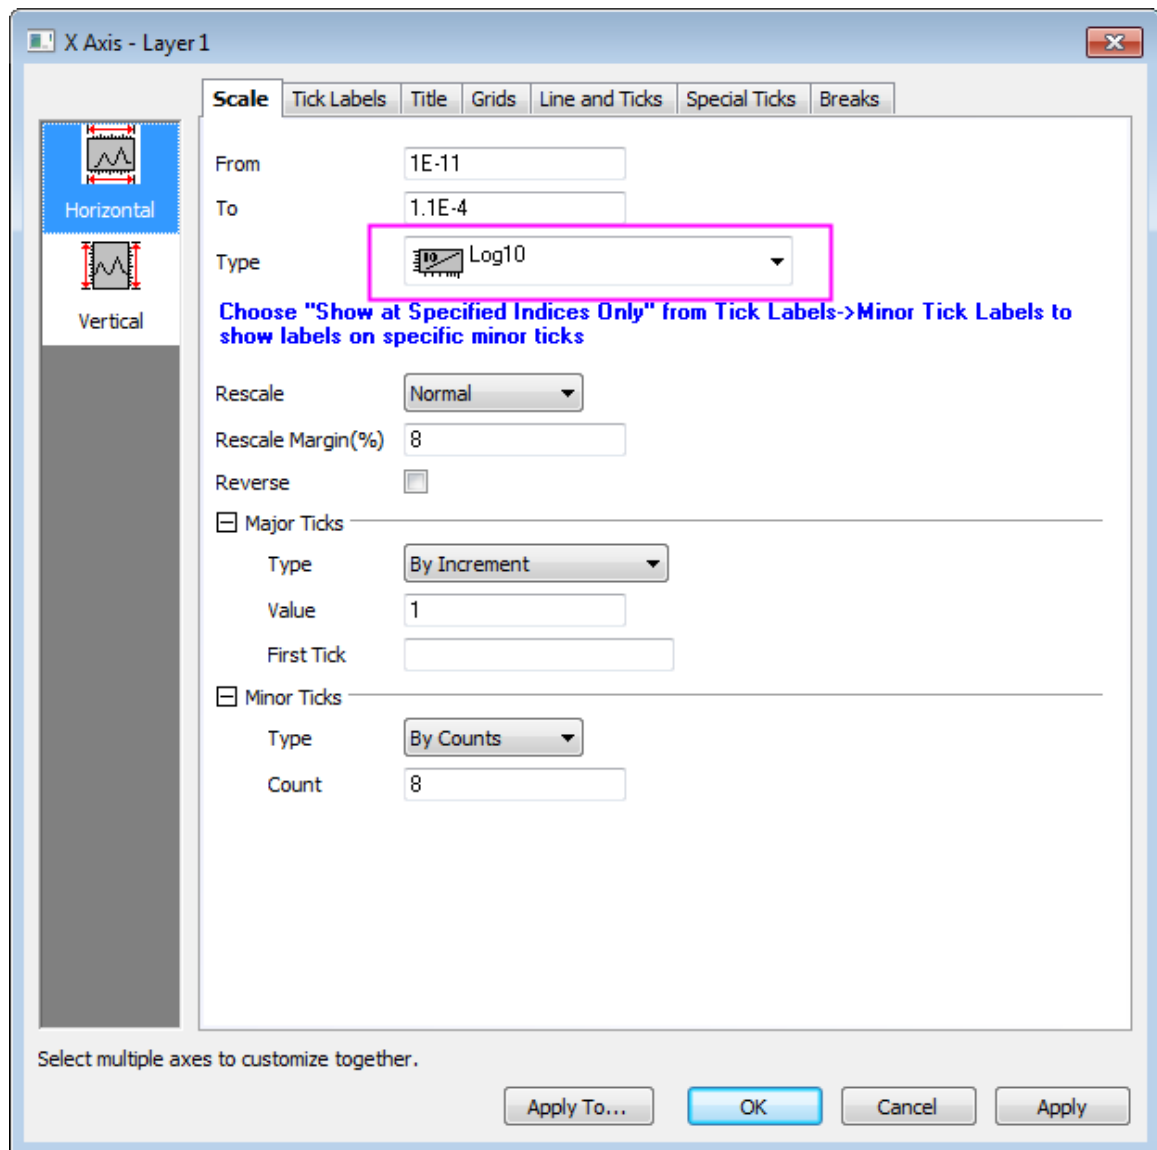 X Axis - Layer 1
Scale Tick Labels Title Grids Line and Ticks Special Ticks Breaks
Horizontal
Vertical
From 1E-11
To 1.1E-4
Type 10 Log10
Choose "Show at Specified Indices Only" from Tick Labels->Minor Tick Labels to
show labels on specific minor ticks
Rescale Normal
Rescale Margin(%) 8
Reverse
Major Ticks
Type By Increment
Value 1
First Tick
Minor Ticks
Type By Counts
Count 8
Select multiple axes to customize together.
Apply To... OK Cancel Apply